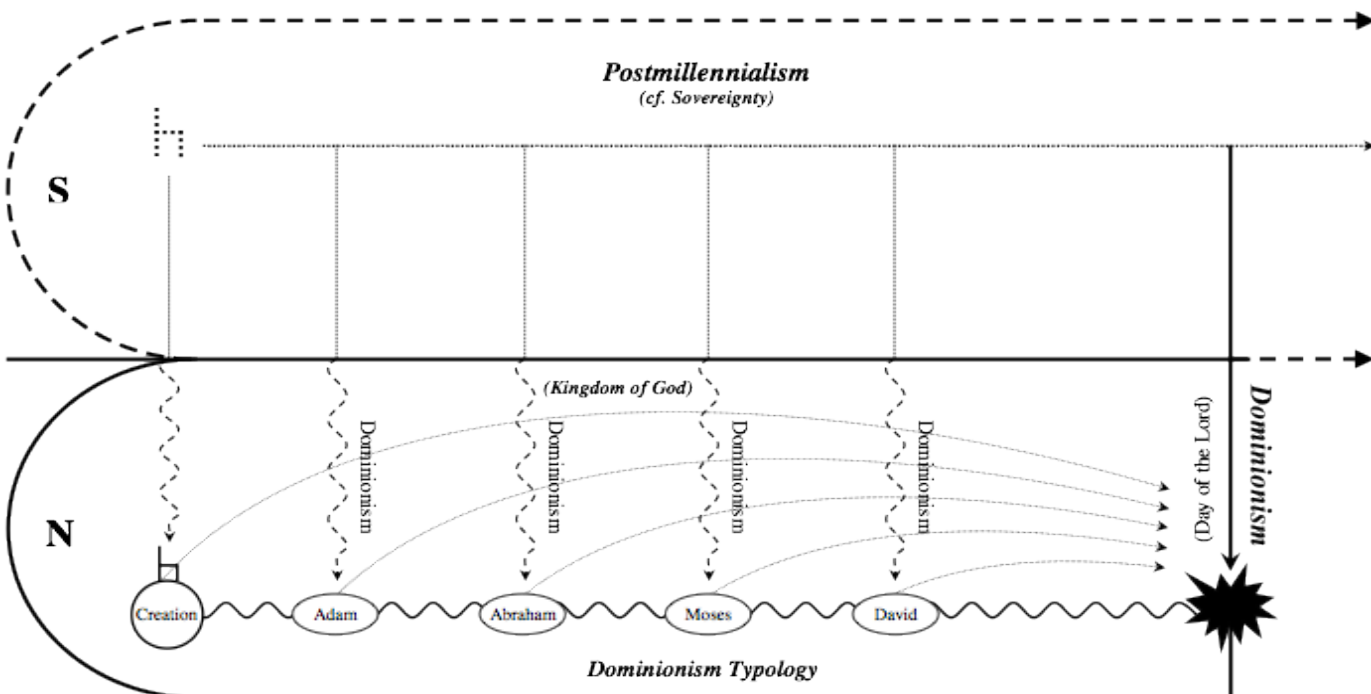 Postmillennialism
(cf. Sovereignty)
S
(Kingdom of God)
Dominionism
Dominionism
Dominionism
Dominionism
(Day of the Lord)
Dominionism
N
Creation
Adam
Abraham
Moses
David
Dominionism Typology